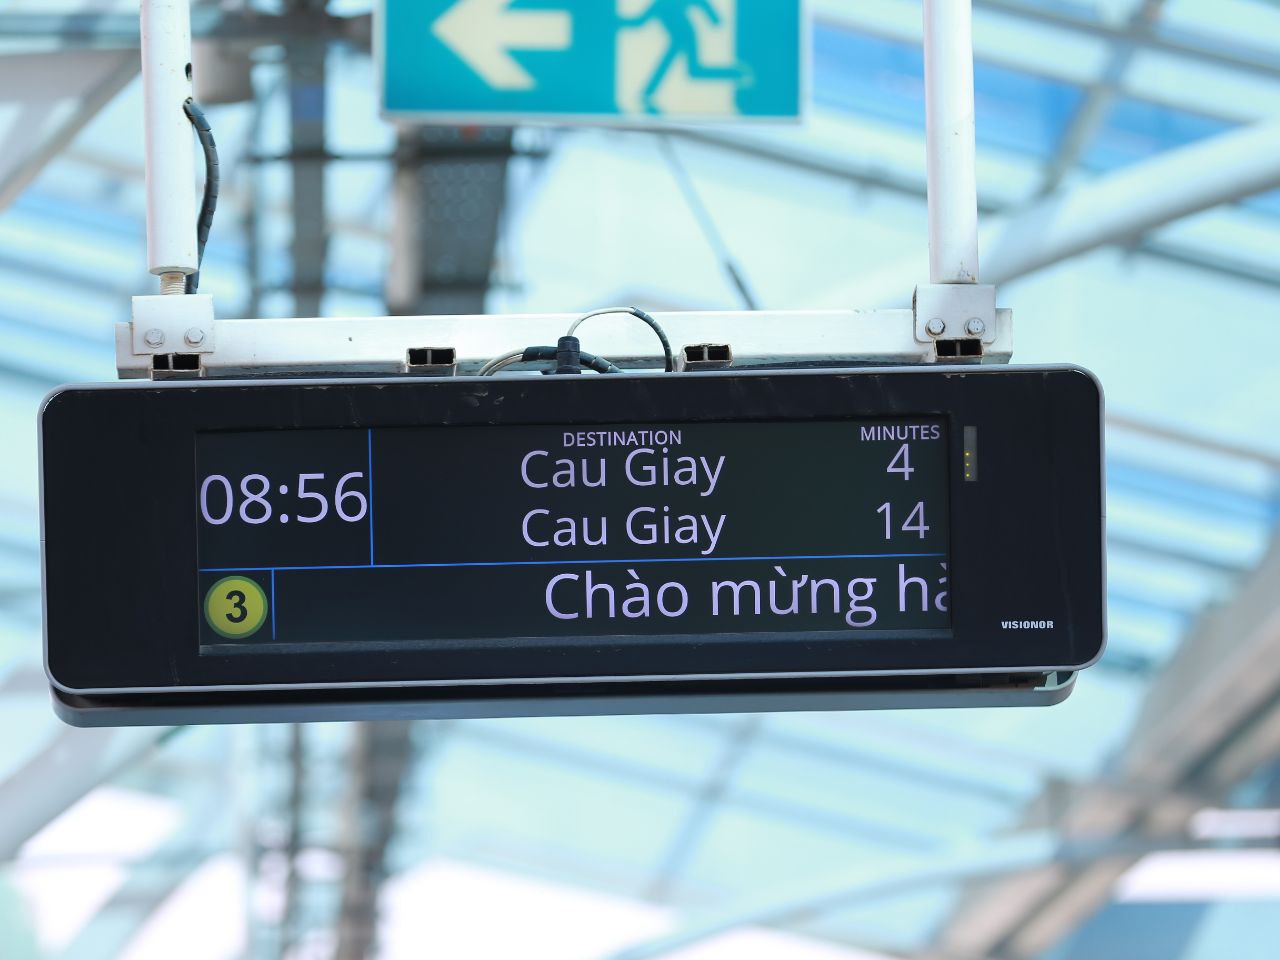 DESTINATION MINUTES
08:56
Cau Giay 4
Cau Giay 14
3 Chào mừng
VISIONOR